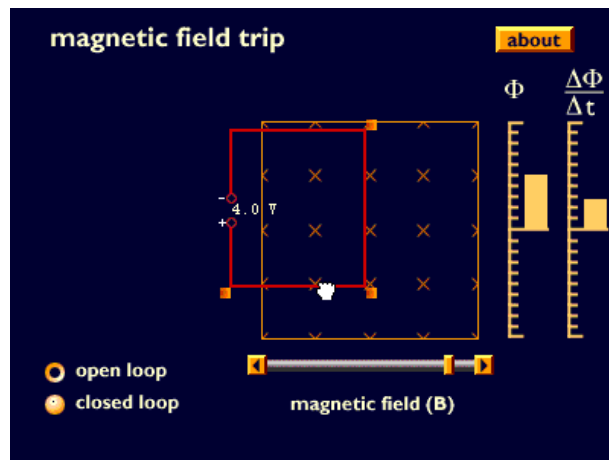 magnetic field trip
about
Φ
ΔΦ
Δt
-
4.0 V
+
open loop
closed loop
magnetic field (B)